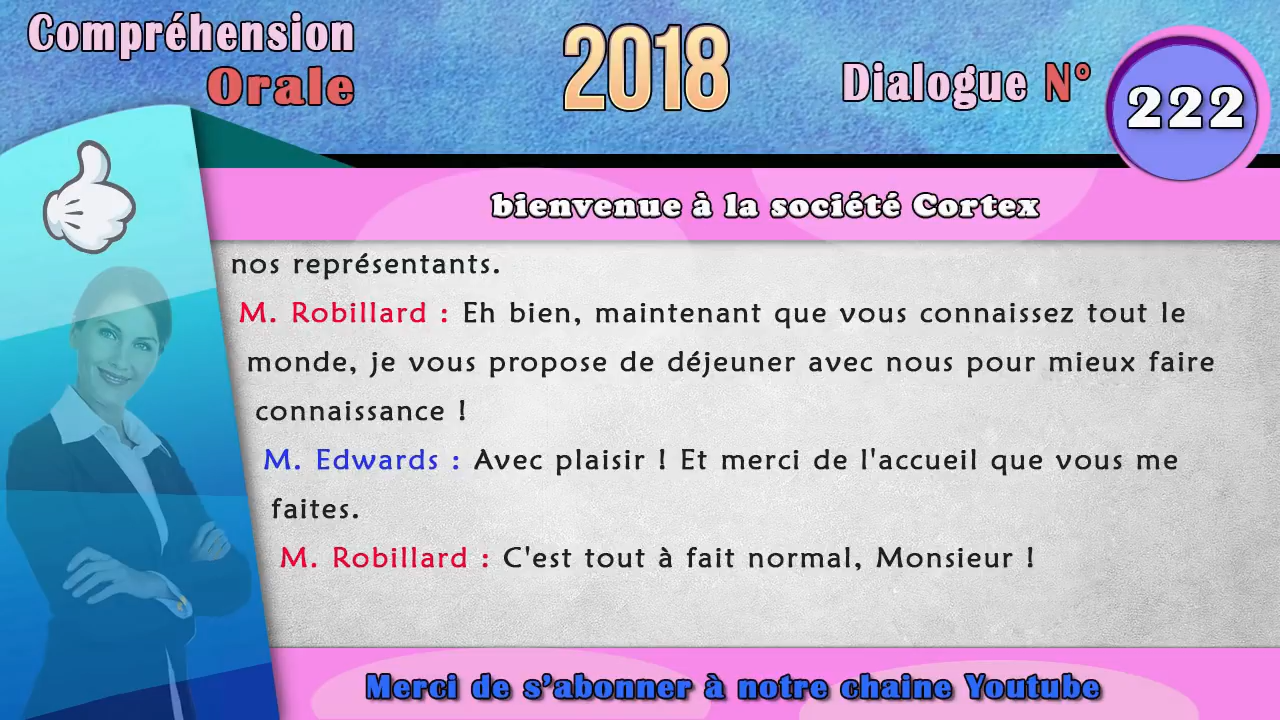 Compréhension
Orale
2018
Dialogue N°
222
bienvenue à la société Cortex
nos représentants.
M. Robillard : Eh bien, maintenant que vous connaissez tout le
monde, je vous propose de déjeuner avec nous pour mieux faire
connaissance !
M. Edwards : Avec plaisir ! Et merci de l'accueil que vous me
faites.
M. Robillard : C'est tout à fait normal, Monsieur !
Merci de s’abonner à notre chaine Youtube